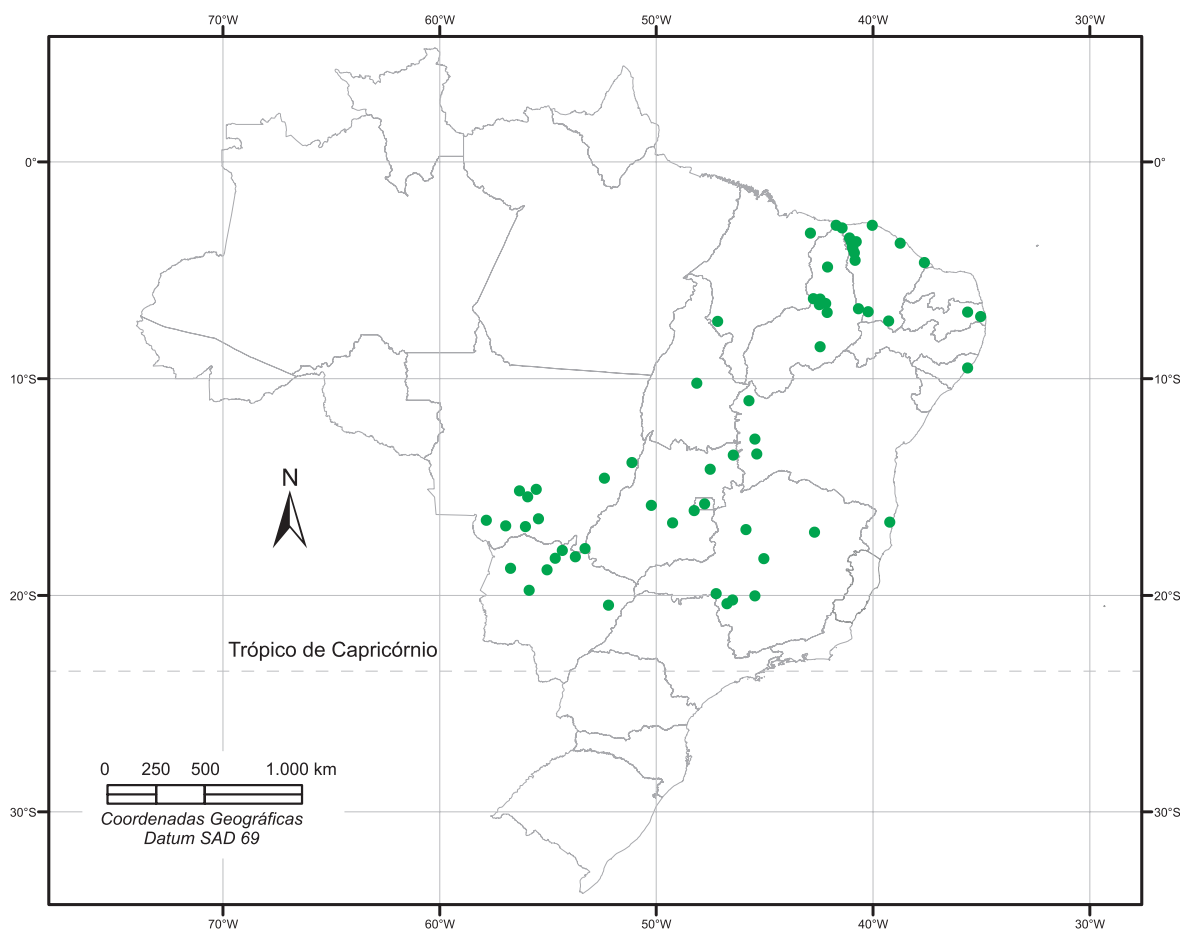 70°W 60°W 50°W 40°W 30°W
0° 0°
10°S 10°S
N
20°S 20°S
Trópico de Capricórnio
0 250 500 1.000 km
30°S 30°S
Coordenadas Geográficas
Datum SAD 69
70°W 60°W 50°W 40°W 30°W